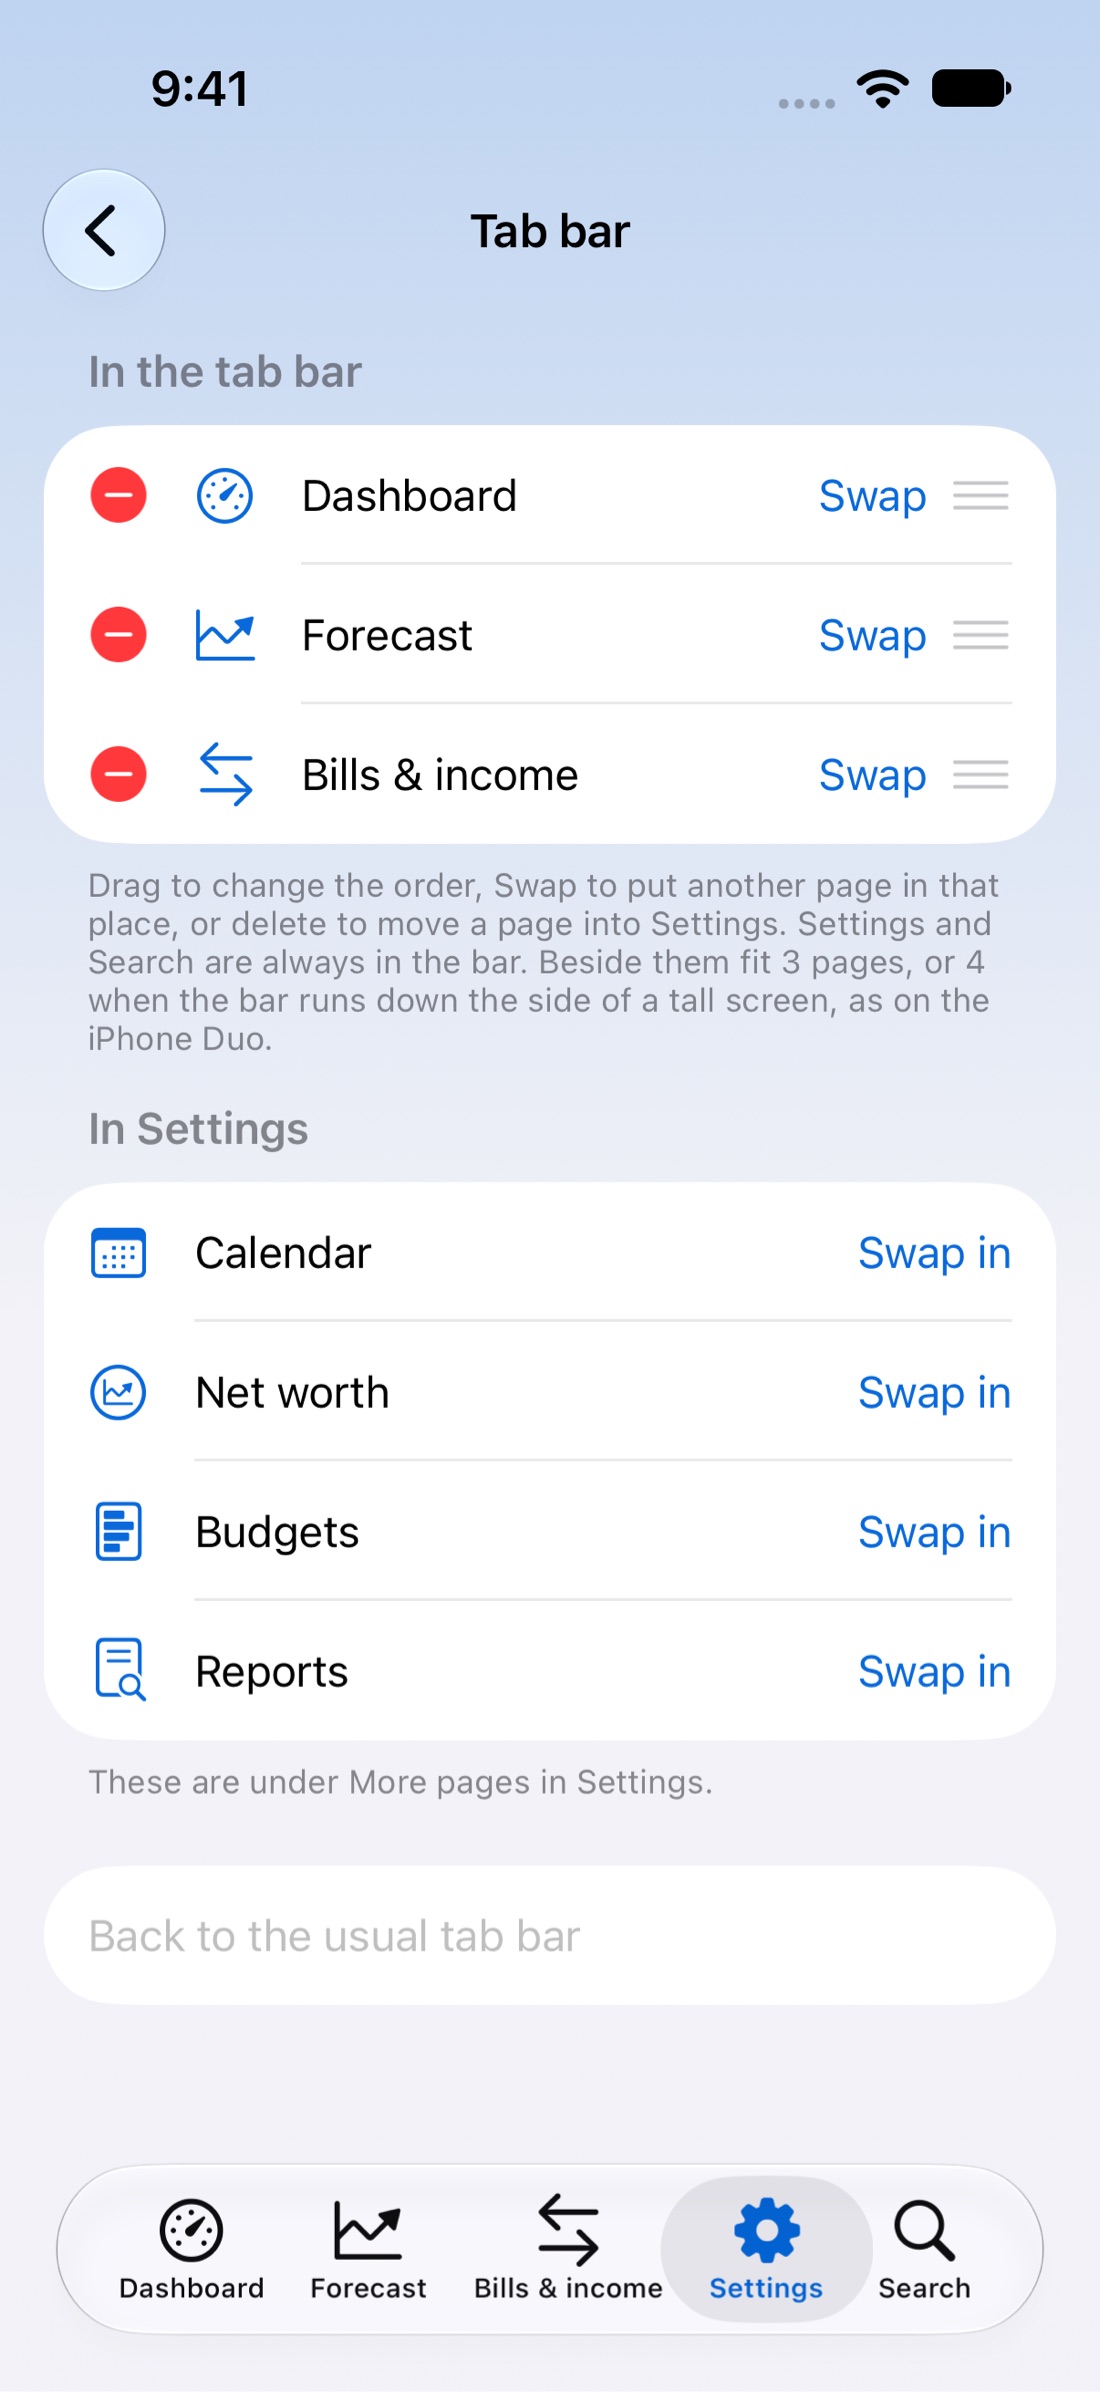 9:41
Tab bar
In the tab bar
Dashboard Swap
Forecast Swap
Bills & income Swap
Drag to change the order, Swap to put another page in that
place, or delete to move a page into Settings. Settings and
Search are always in the bar. Beside them fit 3 pages, or 4
when the bar runs down the side of a tall screen, as on the
iPhone Duo.
In Settings
Calendar Swap in
Net worth Swap in
Budgets Swap in
Reports Swap in
These are under More pages in Settings.
Back to the usual tab bar
Dashboard Forecast Bills & income Settings Search